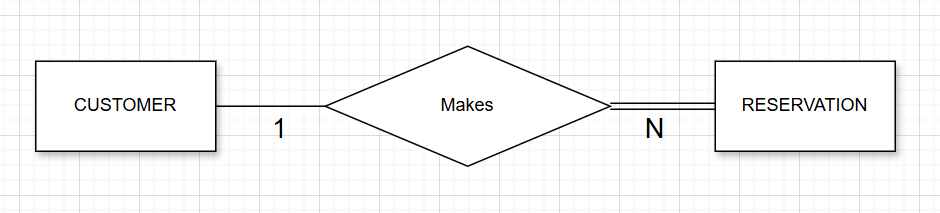 CUSTOMER
1
Makes
N
RESERVATION